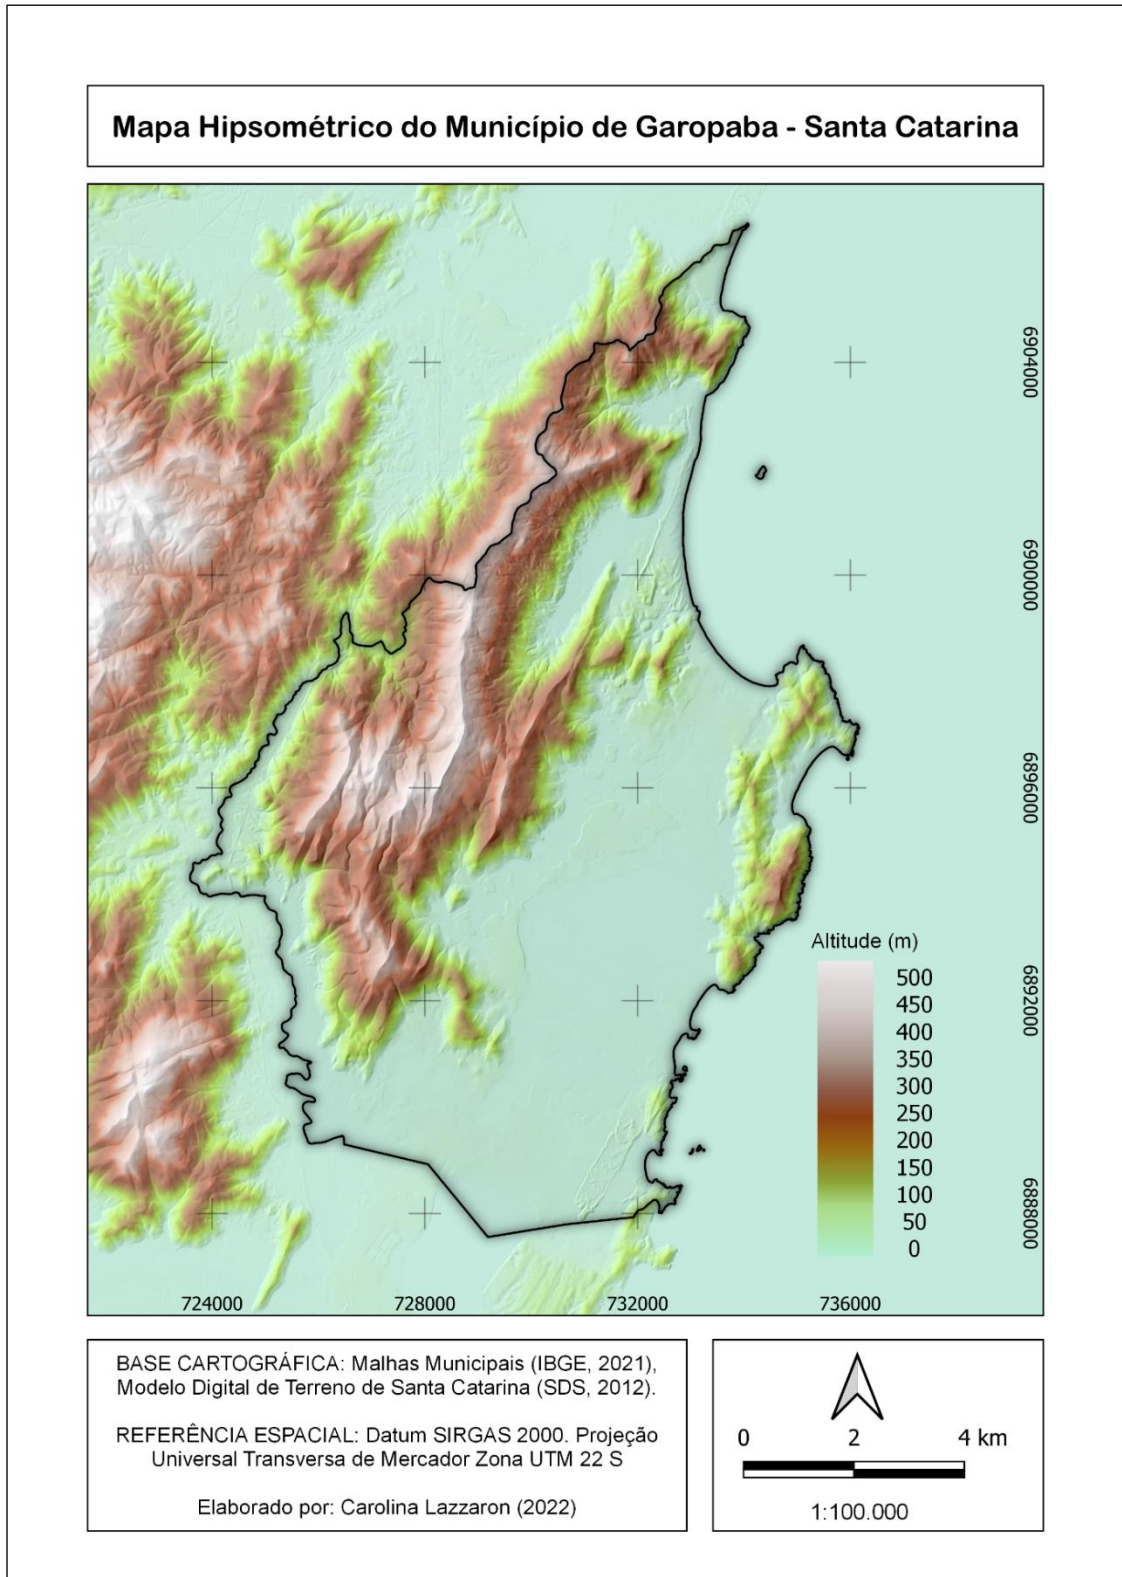 Mapa Hipsométrico do Município de Garopaba - Santa Catarina
6904000
6900000
6896000
6892000
6888000
Altitude (m)
500
450
400
350
300
250
200
150
100
50
0
724000
728000
732000
736000
BASE CARTOGRÁFICA: Malhas Municipais (IBGE, 2021),
Modelo Digital de Terreno de Santa Catarina (SDS, 2012).
REFERÊNCIA ESPACIAL: Datum SIRGAS 2000. Projeção
Universal Transversa de Mercador Zona UTM 22 S
Elaborado por: Carolina Lazzaron (2022)
0 2 4 km
1:100.000